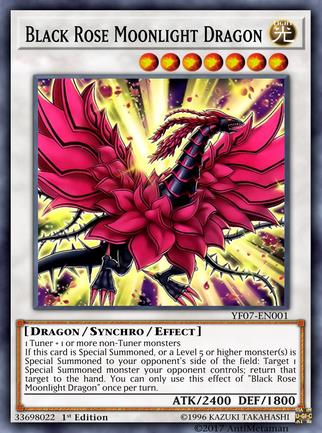 Black Rose Moonlight Dragon
光
YF07-EN001
[Dragon / Synchro / Effect]
1 Tuner + 1 or more non-Tuner monsters
If this card is Special Summoned, or a Level 5 or higher monster(s) is
Special Summoned to your opponent's side of the field: Target 1
Special Summoned monster your opponent controls; return that
target to the hand. You can only use this effect of "Black Rose
Moonlight Dragon" once per turn.
ATK/2400 DEF/1800
33698022 1st Edition ©1996 KAZUKI TAKAHASHI
©2017 AntiMetaman